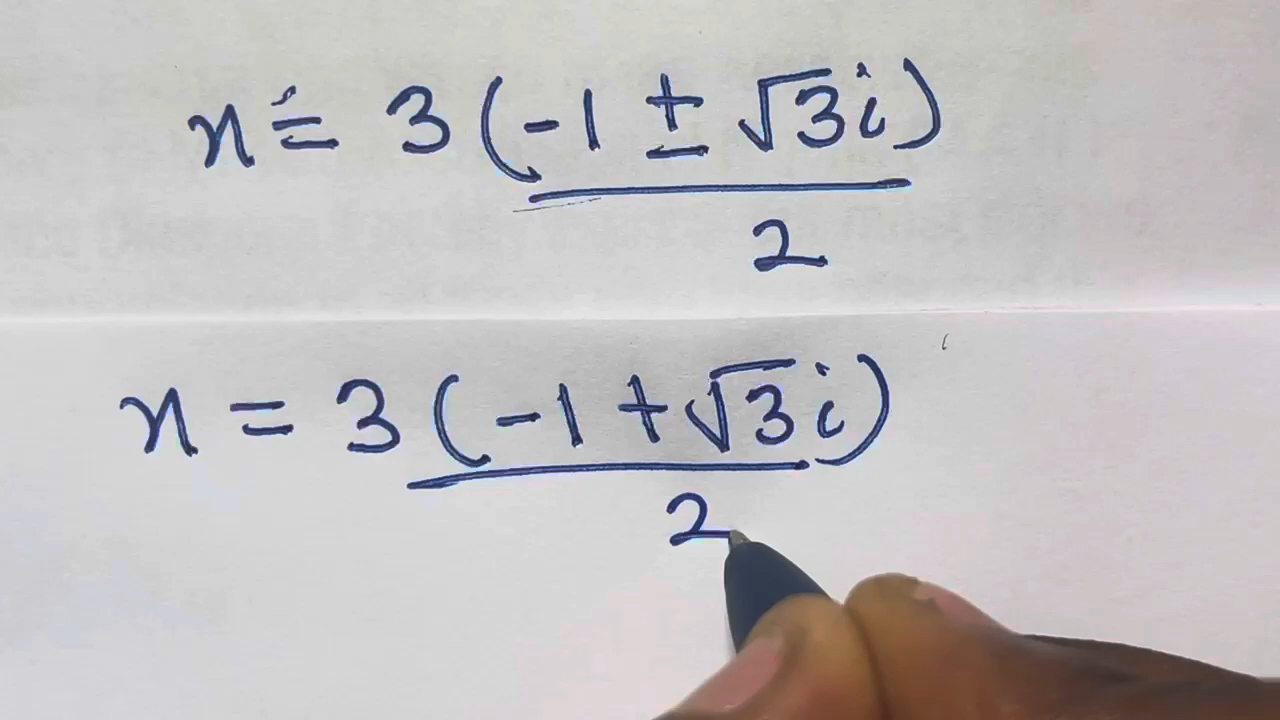 n = 3(-1 ± √3i)
2
n = 3(-1 + √3i)
2